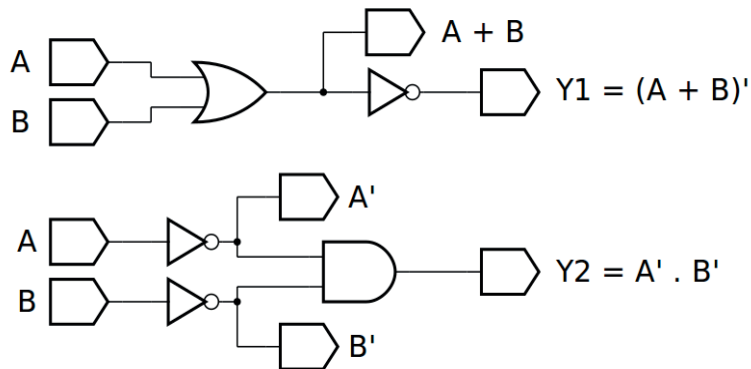 A + B
A
Y1 = (A + B)'
B
A'
A
Y2 = A' . B'
B
B'